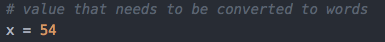 # value that needs to be converted to words
x = 54